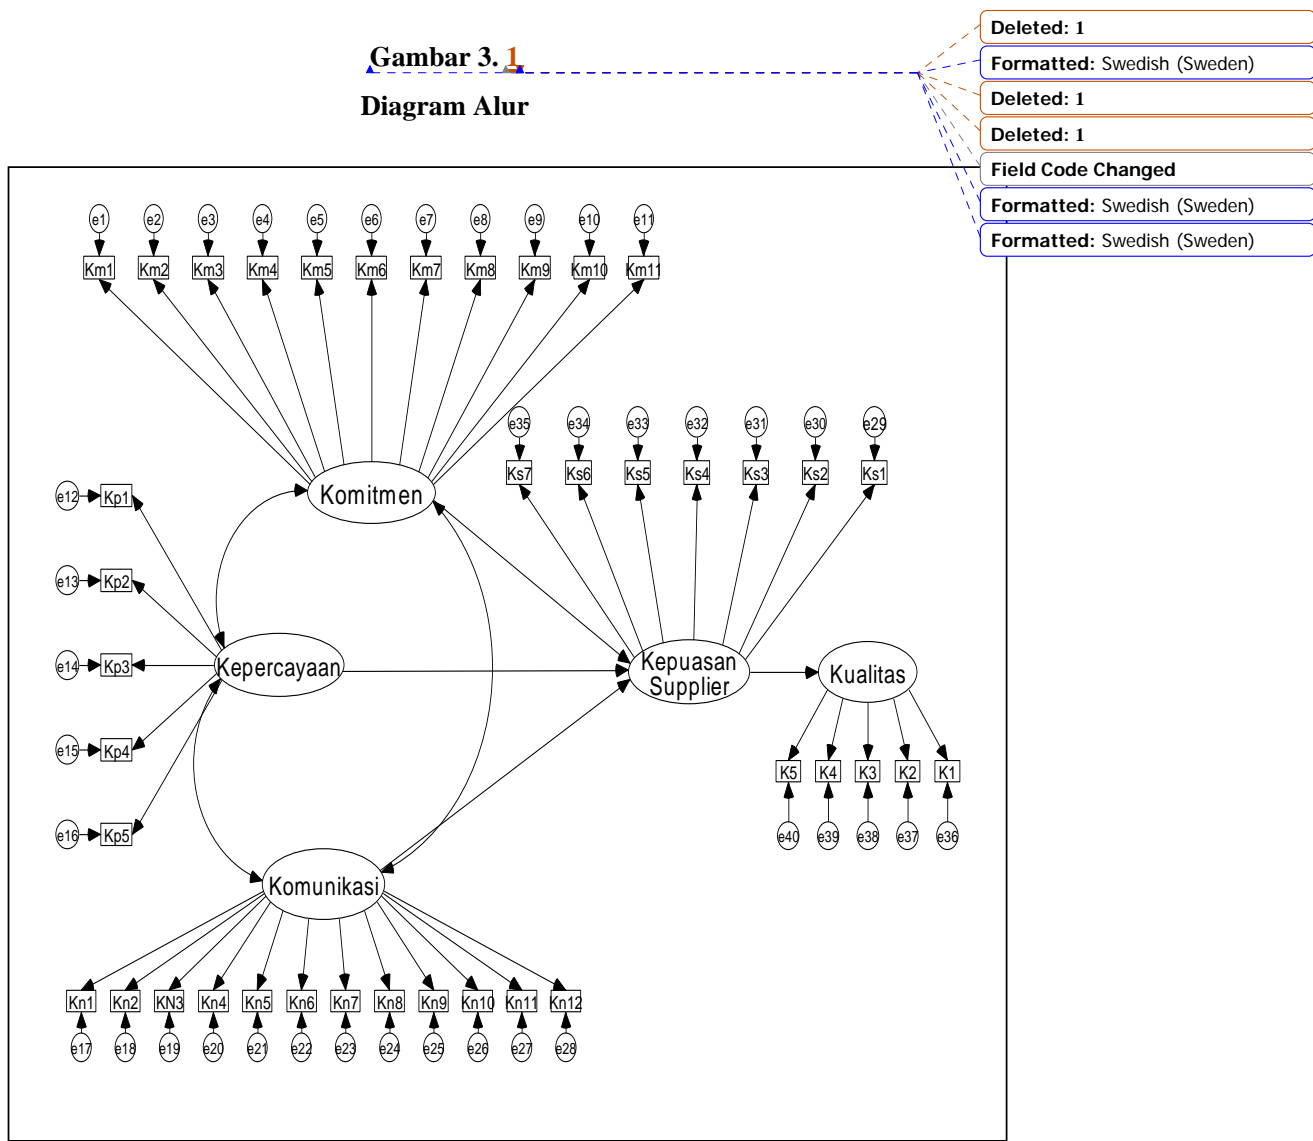 Gambar 3. 1
Diagram Alur
Deleted: 1
Formatted: Swedish (Sweden)
Deleted: 1
Deleted: 1
Field Code Changed
Formatted: Swedish (Sweden)
Formatted: Swedish (Sweden)
e1 e2 e3 e4 e5 e6 e7 e8 e9 e10 e11
Km1 Km2 Km3 Km4 Km5 Km6 Km7 Km8 Km9 Km10 Km11
e35 e34 e33 e32 e31 e30 e29
Ks7 Ks6 Ks5 Ks4 Ks3 Ks2 Ks1
Komitmen
e12 Kp1
e13 Kp2
e14 Kp3
e15 Kp4
e16 Kp5
Kepercayaan
Kepuasan
Supplier
Kualitas
K5 K4 K3 K2 K1
e40 e39 e38 e37 e36
Komunikasi
Kn1 Kn2 KN3 Kn4 Kn5 Kn6 Kn7 Kn8 Kn9 Kn10 Kn11 Kn12
e17 e18 e19 e20 e21 e22 e23 e24 e25 e26 e27 e28